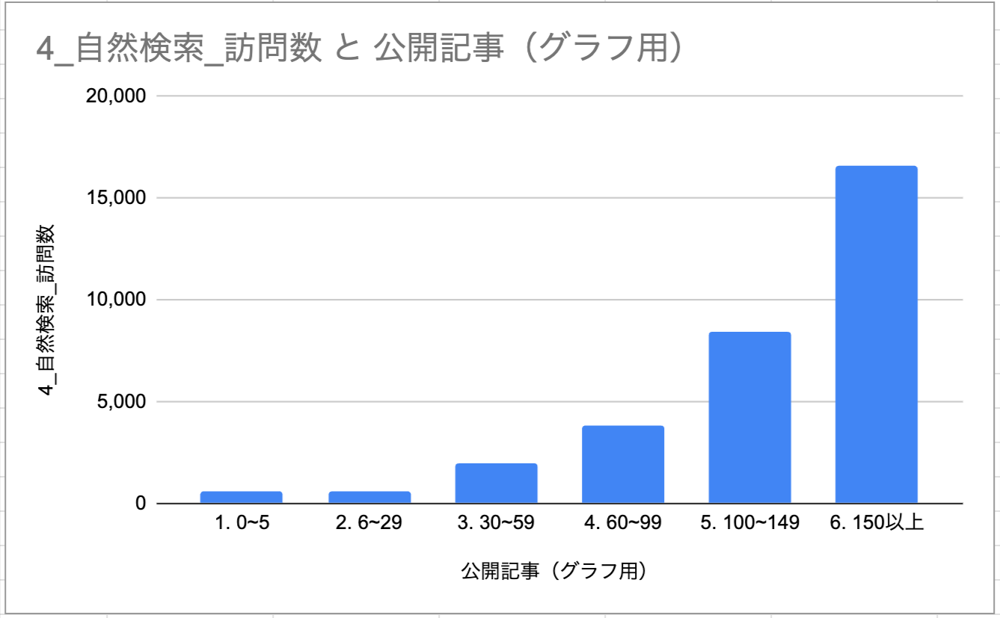 4_自然検索_訪問数 と 公開記事（グラフ用）
20,000
15,000
10,000
5,000
0
4_自然検索_訪問数
1. 0~5
2. 6~29
3. 30~59
4. 60~99
5. 100~149
6. 150以上
公開記事（グラフ用）